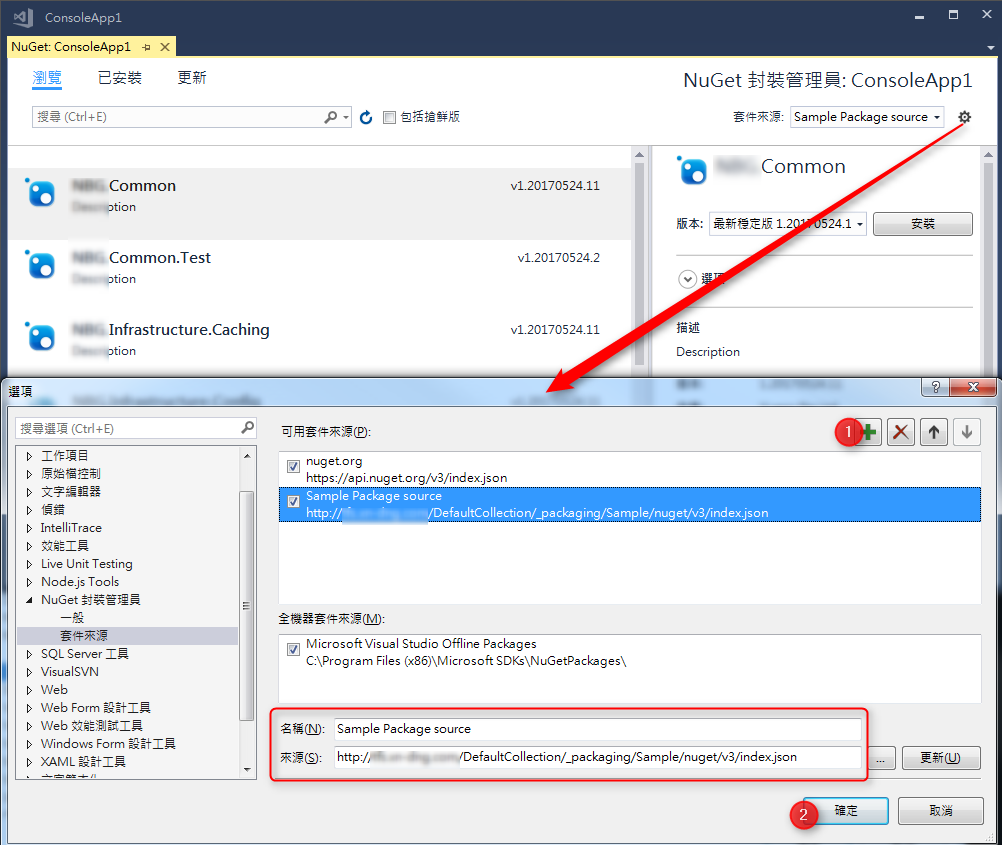 ConsoleApp1
NuGet: ConsoleApp1
瀏覽 已安裝 更新
NuGet 封裝管理員: ConsoleApp1
搜尋 (Ctrl+E)
包括搶鮮版
套件來源: Sample Package source
.Common v1.20170524.11
Description
.Common.Test v1.20170524.2
Description
.Infrastructure.Caching v1.20170524.11
Description
.Common
版本: 最新穩定版 1.20170524.1 安裝
選項
描述
Description
選項
?
搜尋選項 (Ctrl+E)
工作項目
原始檔控制
文字編輯器
偵錯
IntelliTrace
效能工具
Live Unit Testing
Node.js Tools
NuGet 封裝管理員
一般
套件來源
SQL Server 工具
VisualSVN
Web
Web Form 設計工具
Web 效能測試工具
Windows Form 設計工具
XAML 設計工具
可用套件來源(P):
1
nuget.org
https://api.nuget.org/v3/index.json
Sample Package source
http:// /DefaultCollection/_packaging/Sample/nuget/v3/index.json
全機器套件來源(M):
Microsoft Visual Studio Offline Packages
C:\Program Files (x86)\Microsoft SDKs\NuGetPackages\
名稱(N): Sample Package source
來源(S): http:// /DefaultCollection/_packaging/Sample/nuget/v3/index.json
... 更新(U)
2 確定 取消